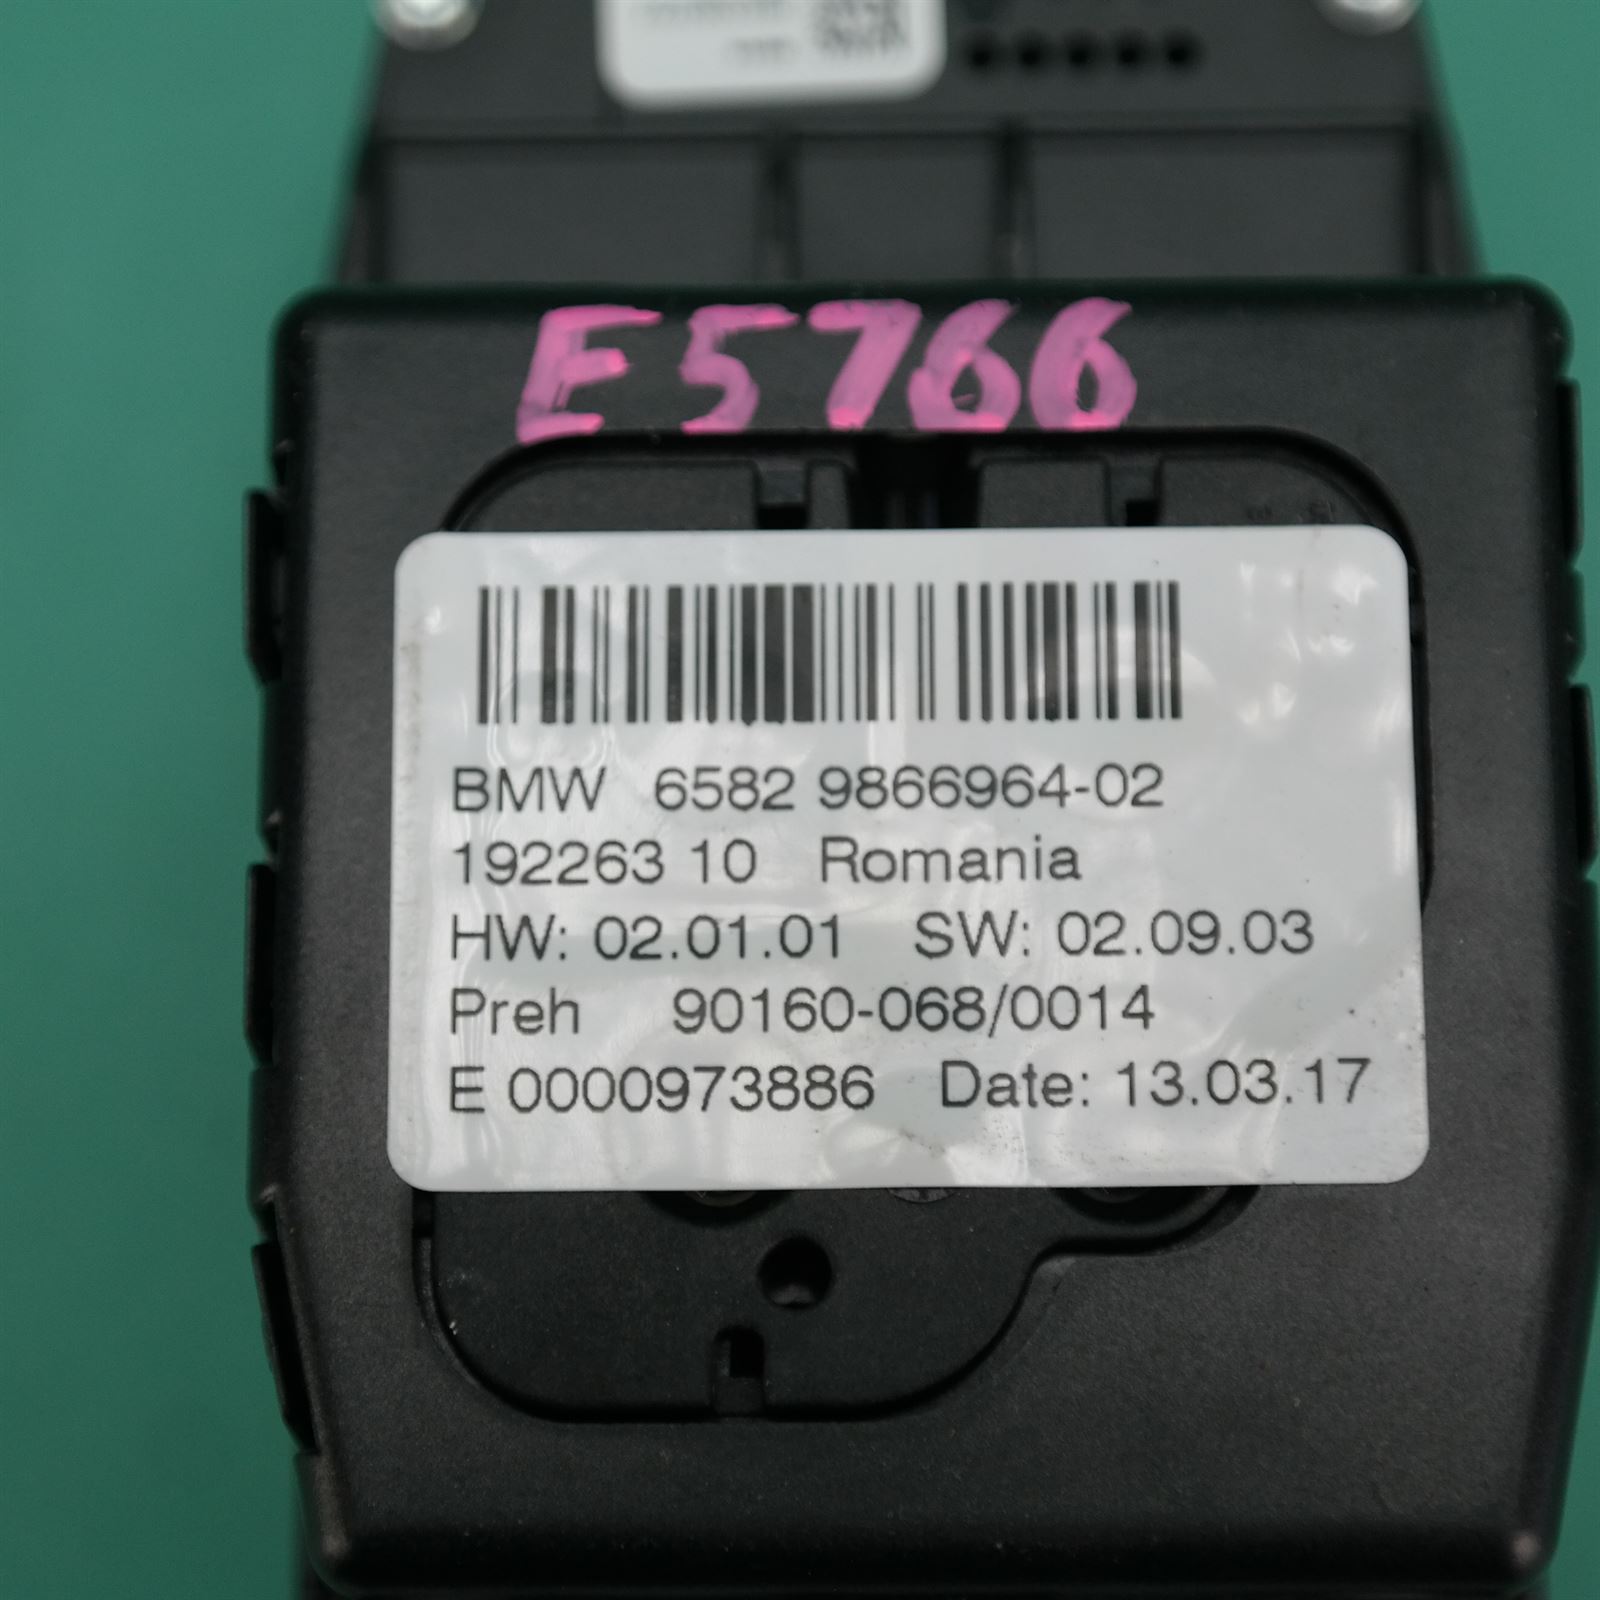 E5766
BMW 6582 9866964-02
192263 10 Romania
HW: 02.01.01 SW: 02.09.03
Preh 90160-068/0014
E 0000973886 Date: 13.03.17